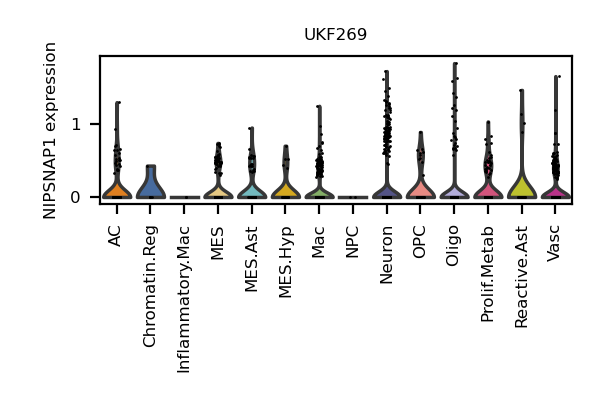 UKF269
NIPSNAP1 expression
1
0
AC
Chromatin.Reg
Inflammatory.Mac
MES
MES.Ast
MES.Hyp
Mac
NPC
Neuron
OPC
Oligo
Prolif.Metab
Reactive.Ast
Vasc